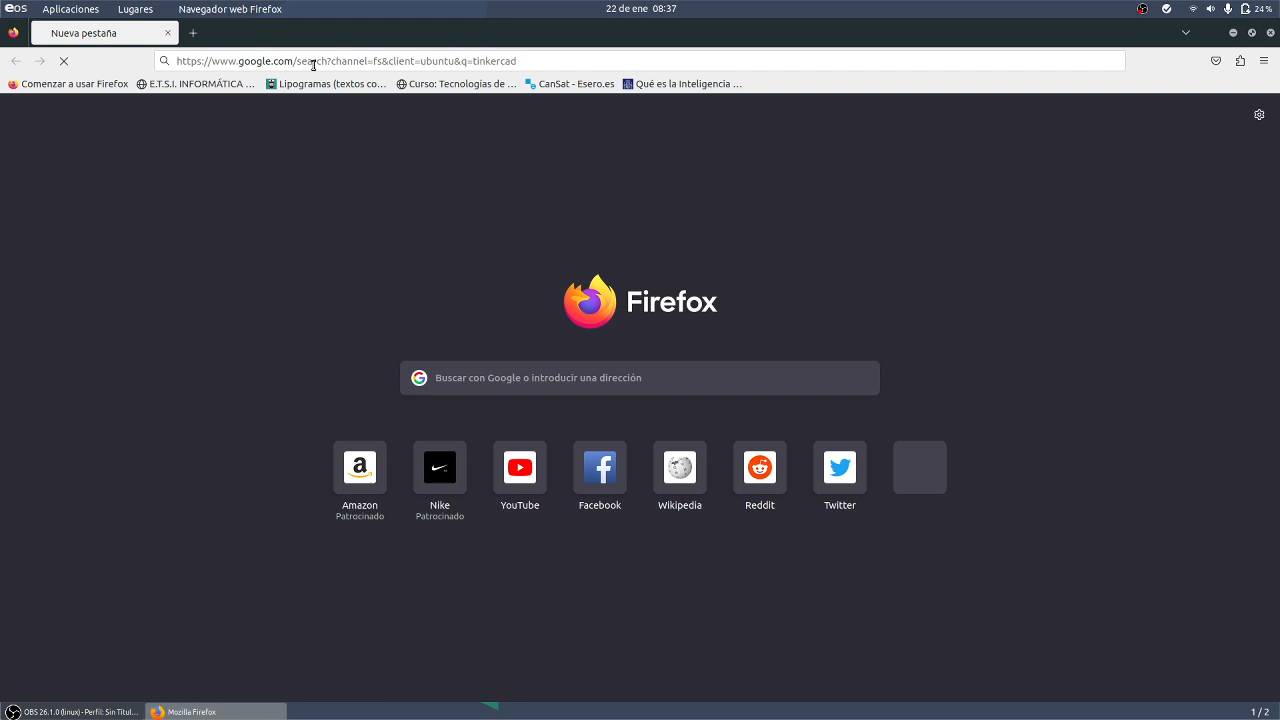 eos Aplicaciones Lugares Navegador web Firefox 22 de ene 08:37 24 %
Nueva pestaña
https://www.google.com/search?channel=fs&client=ubuntu&q=tinkercad
Comenzar a usar Firefox E.T.S.I. INFORMÁTICA ... Lipogramas (textos co... Curso: Tecnologías de ... CanSat - Esero.es Qué es la Inteligencia ...
Firefox
Buscar con Google o introducir una dirección
Amazon Nike YouTube Facebook Wikipedia Reddit Twitter
Patrocinado Patrocinado
OBS 26.1.0 (linux) - Perfil: Sin Títul... Mozilla Firefox 1 / 2